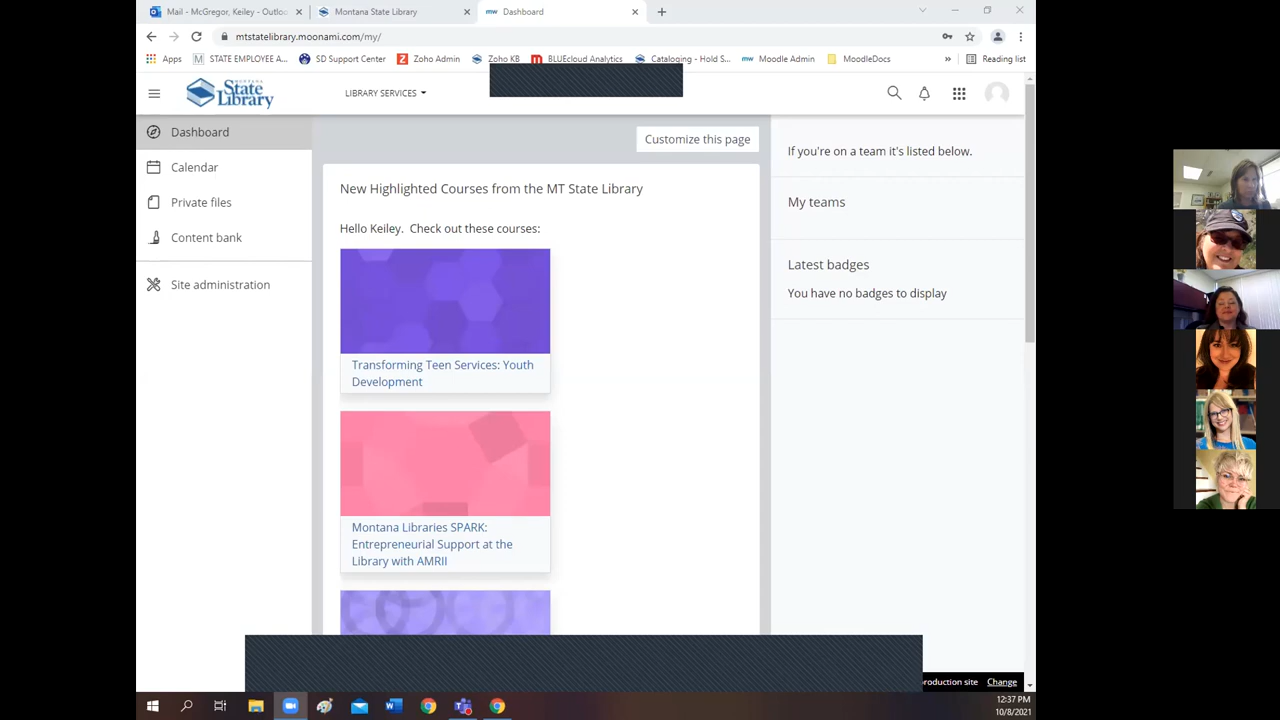 Mail - McGregor, Keiley - Outlo
Montana State Library
Dashboard
mtstatelibrary.moonami.com/my/
Apps
STATE EMPLOYEE A...
SD Support Center
Zoho Admin
Zoho KB
BLUEcloud Analytics
Cataloging - Hold S...
Moodle Admin
MoodleDocs
»
Reading list
MONTANA
State Library
LIBRARY SERVICES
Dashboard
Calendar
Private files
Content bank
Site administration
Customize this page
New Highlighted Courses from the MT State Library
Hello Keiley. Check out these courses:
Transforming Teen Services: Youth
Development
Montana Libraries SPARK:
Entrepreneurial Support at the
Library with AMRII
If you're on a team it's listed below.
My teams
Latest badges
You have no badges to display
production site Change
12:37 PM
10/8/2021